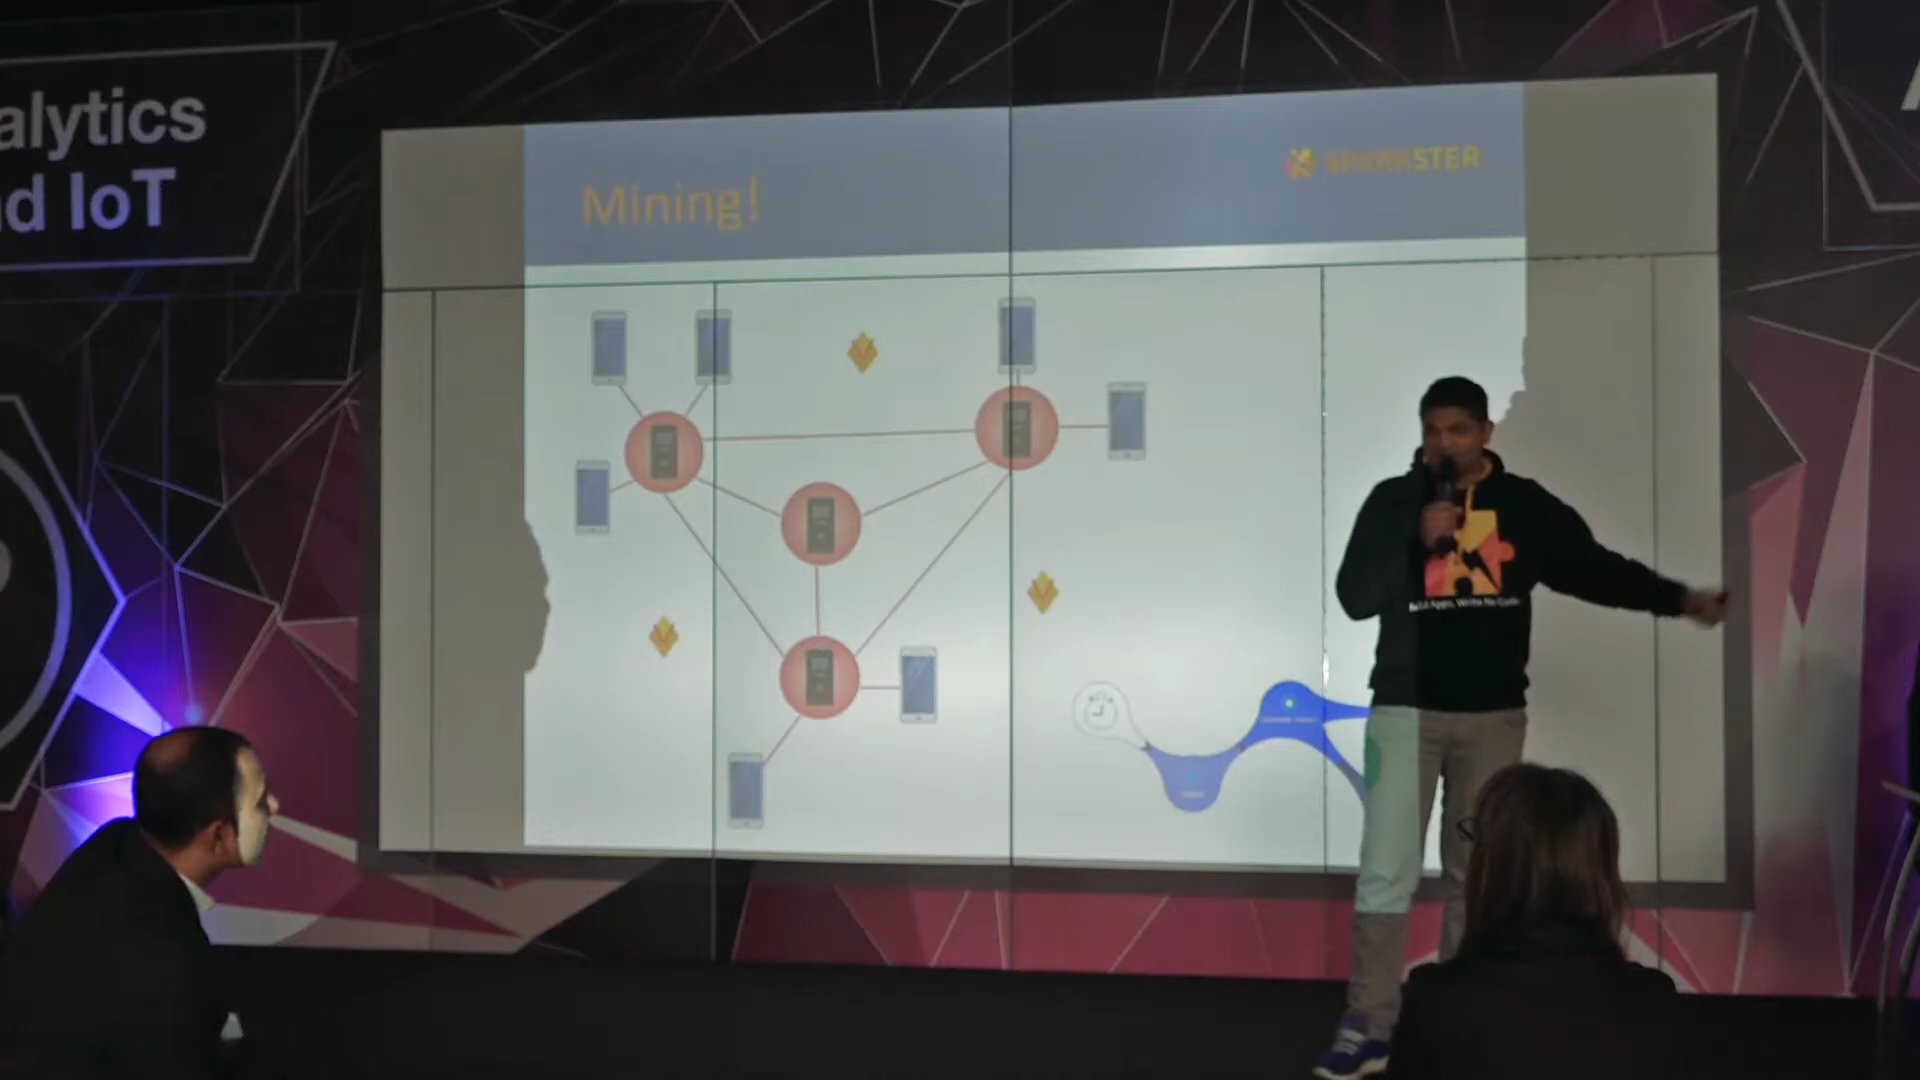 alytics
d IoT
Mining!
SPARKSTER
Build Apps, Write No Code